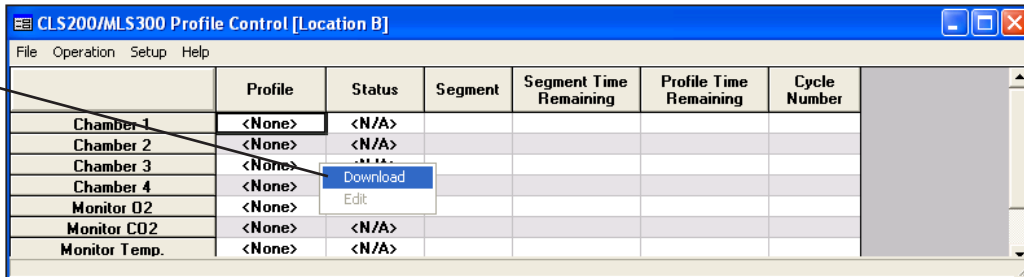 CLS200/MLS300 Profile Control [Location B]
File Operation Setup Help
Profile Status Segment Segment Time Remaining Profile Time Remaining Cycle Number
Chamber 1 <None> <N/A>
Chamber 2 <None> <N/A>
Chamber 3 <None>
Download
Chamber 4 <None>
Edit
Monitor O2 <None>
Monitor CO2 <None> <N/A>
Monitor Temp. <None> <N/A>